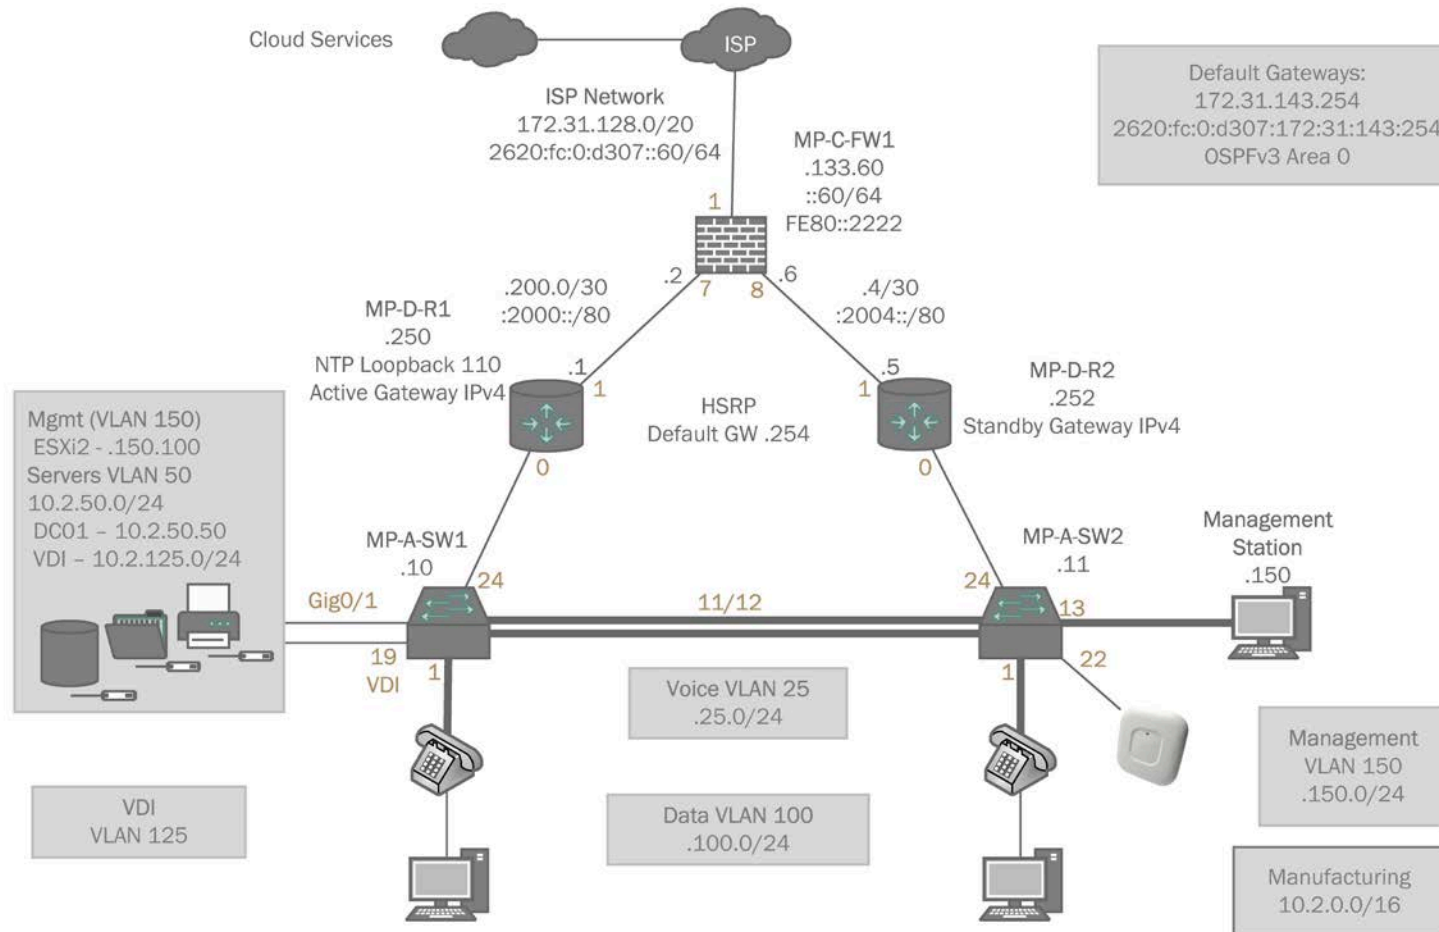 Cloud Services
ISP
ISP Network
172.31.128.0/20
2620:fc:0:d307::60/64
Default Gateways:
172.31.143.254
2620:fc:0:d307:172:31:143:254
OSPFv3 Area 0
MP-C-FW1
.133.60
::60/64
FE80::2222
1
.2
7
8
.6
.200.0/30
:2000::/80
.4/30
:2004::/80
MP-D-R1
.250
NTP Loopback 110
Active Gateway IPv4
.1
1
0
HSRP
Default GW .254
.5
1
0
MP-D-R2
.252
Standby Gateway IPv4
Mgmt (VLAN 150)
ESXi2 - .150.100
Servers VLAN 50
10.2.50.0/24
DC01 – 10.2.50.50
VDI – 10.2.125.0/24
Gig0/1
19
VDI
MP-A-SW1
.10
24
1
11/12
MP-A-SW2
.11
24
13
1
22
Management
Station
.150
Voice VLAN 25
.25.0/24
Data VLAN 100
.100.0/24
VDI
VLAN 125
Management
VLAN 150
.150.0/24
Manufacturing
10.2.0.0/16